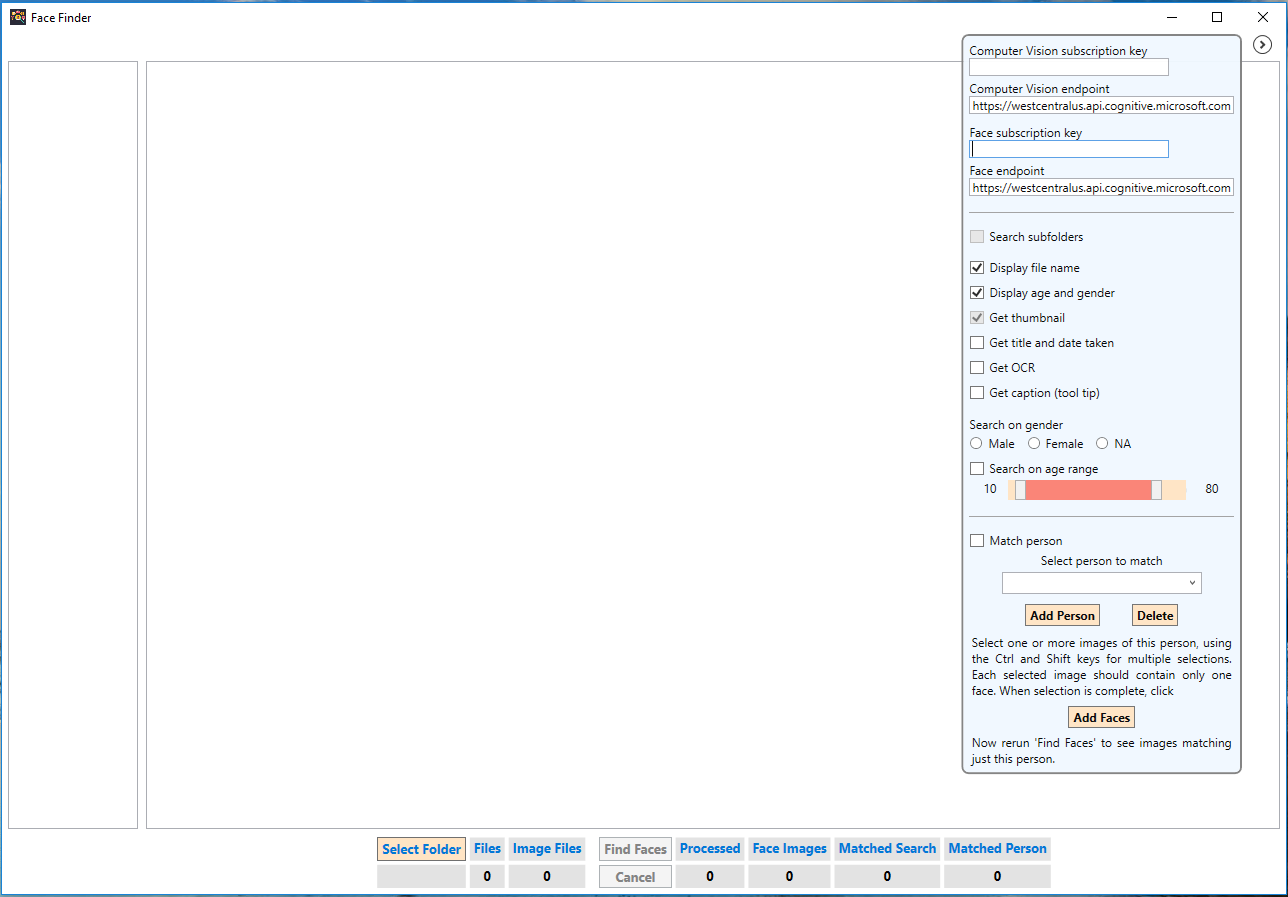 Face Finder
Computer Vision subscription key
Computer Vision endpoint
https://westcentralus.api.cognitive.microsoft.com
Face subscription key
Face endpoint
https://westcentralus.api.cognitive.microsoft.com
Search subfolders
Display file name
Display age and gender
Get thumbnail
Get title and date taken
Get OCR
Get caption (tool tip)
Search on gender
Male Female NA
Search on age range
10 80
Match person
Select person to match
Add Person Delete
Select one or more images of this person, using
the Ctrl and Shift keys for multiple selections.
Each selected image should contain only one
face. When selection is complete, click
Add Faces
Now rerun 'Find Faces' to see images matching
just this person.
Select Folder Files Image Files Find Faces Processed Face Images Matched Search Matched Person
0 0 Cancel 0 0 0 0